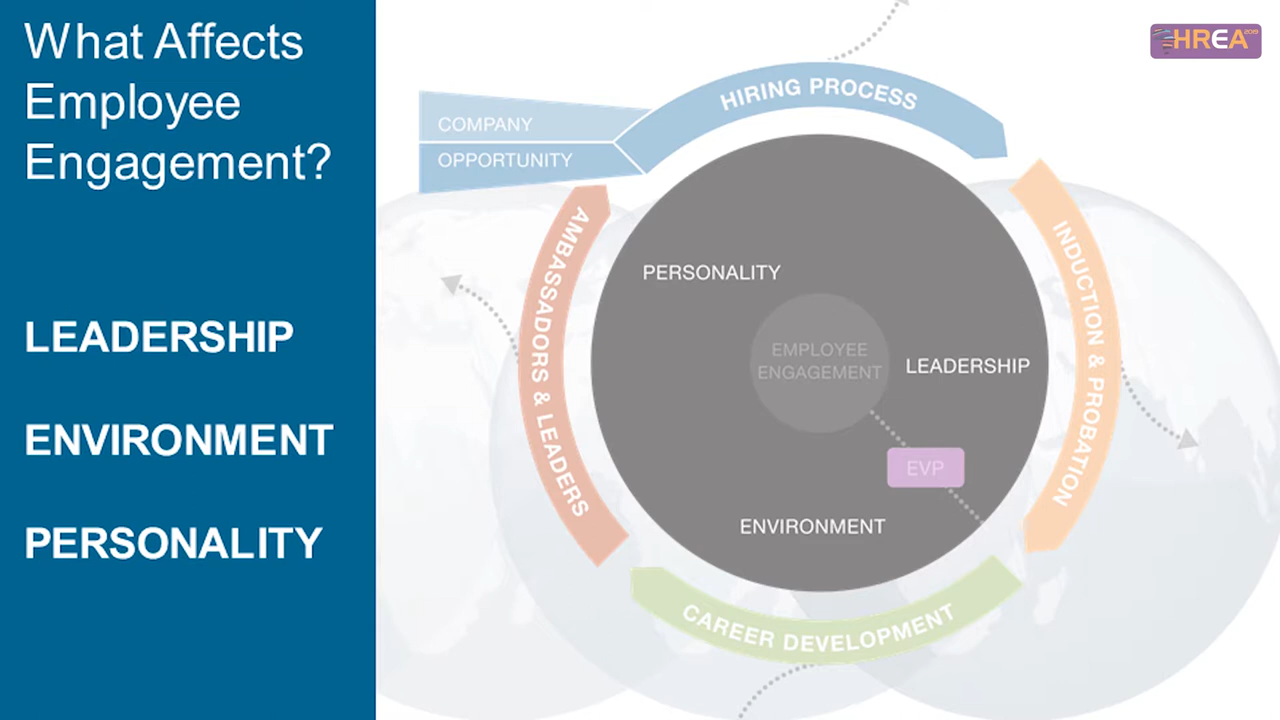 What Affects
Employee
Engagement?
LEADERSHIP
ENVIRONMENT
PERSONALITY
HREA 2019
COMPANY
OPPORTUNITY
HIRING PROCESS
INDUCTION & PROBATION
CAREER DEVELOPMENT
AMBASSADORS & LEADERS
PERSONALITY
EMPLOYEE
ENGAGEMENT
LEADERSHIP
EVP
ENVIRONMENT